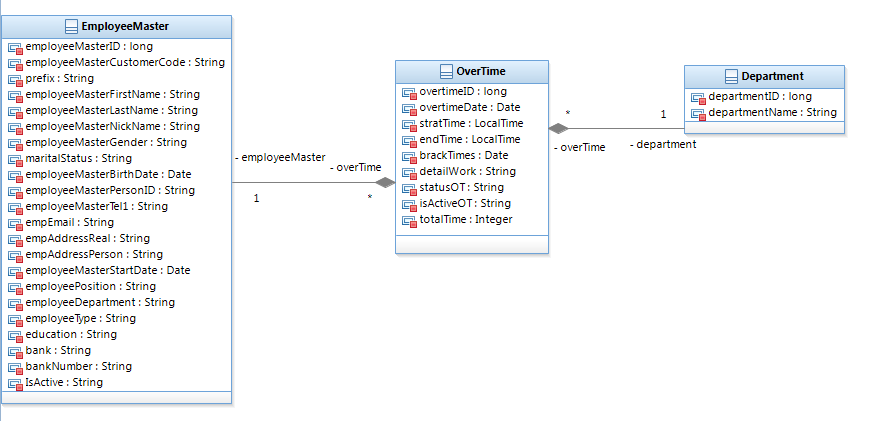 EmployeeMaster
employeeMasterID : long
employeeMasterCustomerCode : String
prefix : String
employeeMasterFirstName : String
employeeMasterLastName : String
employeeMasterNickName : String
employeeMasterGender : String
maritalStatus : String
employeeMasterBirthDate : Date
employeeMasterPersonID : String
employeeMasterTel1 : String
empEmail : String
empAddressReal : String
empAddressPerson : String
employeeMasterStartDate : Date
employeePosition : String
employeeDepartment : String
employeeType : String
education : String
bank : String
bankNumber : String
IsActive : String
- employeeMaster
- overTime
1
*
OverTime
overtimeID : long
overtimeDate : Date
stratTime : LocalTime
endTime : LocalTime
brackTimes : Date
detailWork : String
statusOT : String
isActiveOT : String
totalTime : Integer
*
1
- overTime
- department
Department
departmentID : long
departmentName : String